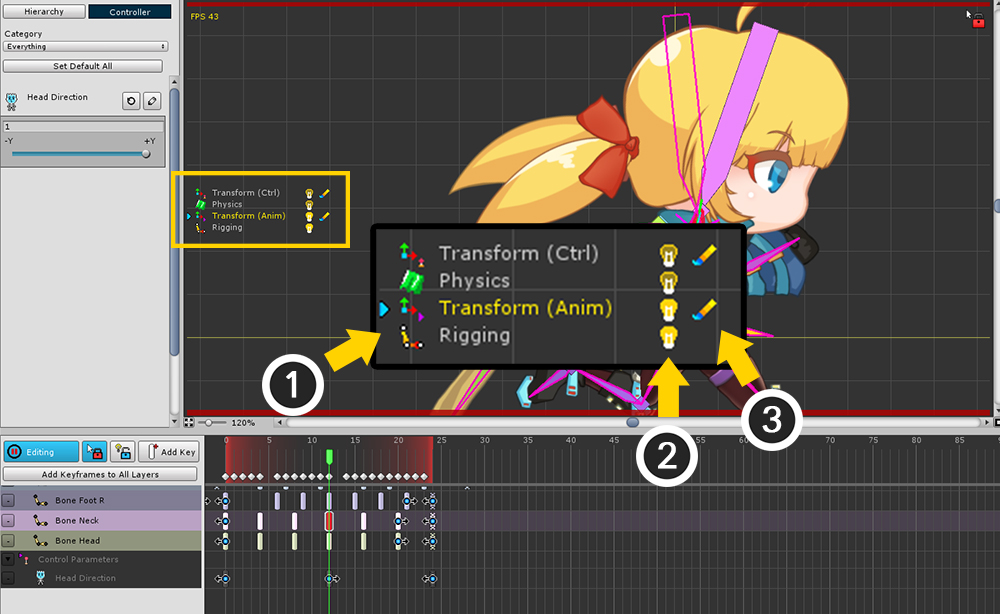 Hierarchy
Controller
FPS 43
Category
Everything
Set Default All
Head Direction
1
-Y
+Y
Transform (Ctrl)
Physics
Transform (Anim)
Rigging
Transform (Ctrl)
Physics
Transform (Anim)
Rigging
1
2
3
120%
Editing
Add Key
Add Keyframes to All Layers
0 5 10 15 20 25 30 35 40 45 50 55 60 65 70 75 80 85
Bone Foot R
Bone Neck
Bone Head
Control Parameters
Head Direction